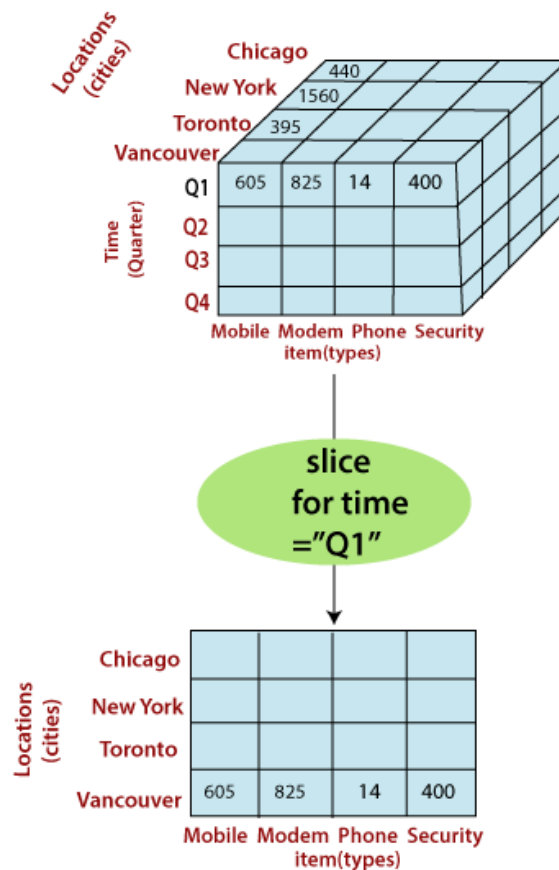 Locations
(cities)
Chicago
440
New York
1560
Toronto
395
Vancouver
Q1 605 825 14 400
Time
(Quarter)
Q2
Q3
Q4
Mobile Modem Phone Security
item(types)
slice
for time
="Q1"
Locations
(cities)
Chicago
New York
Toronto
Vancouver 605 825 14 400
Mobile Modem Phone Security
item(types)